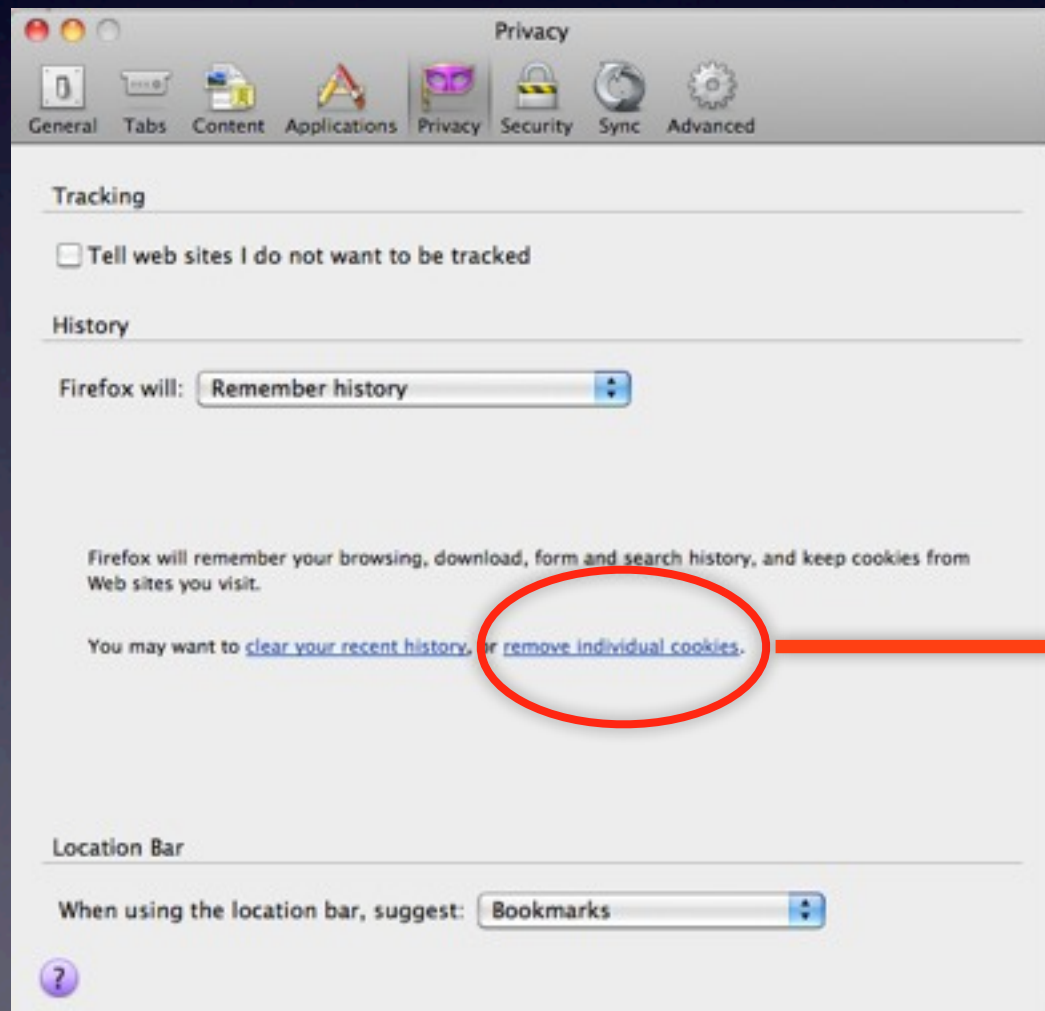 Privacy
General Tabs Content Applications Privacy Security Sync Advanced
Tracking
Tell web sites I do not want to be tracked
History
Firefox will: Remember history
Firefox will remember your browsing, download, form and search history, and keep cookies from
Web sites you visit.
You may want to clear your recent history, or remove individual cookies.
Location Bar
When using the location bar, suggest: Bookmarks
?